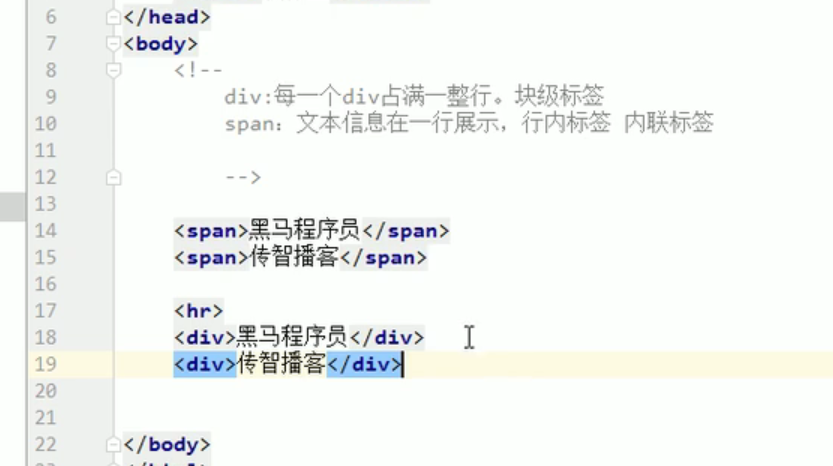 6 </head>
7 <body>
8 <!--
9 div:每一个div占满一整行。块级标签
10 span：文本信息在一行展示，行内标签 内联标签
11
12 -->
13
14 <span>黑马程序员</span>
15 <span>传智播客</span>
16
17 <hr>
18 <div>黑马程序员</div>
19 <div>传智播客</div>
20
21
22 </body>